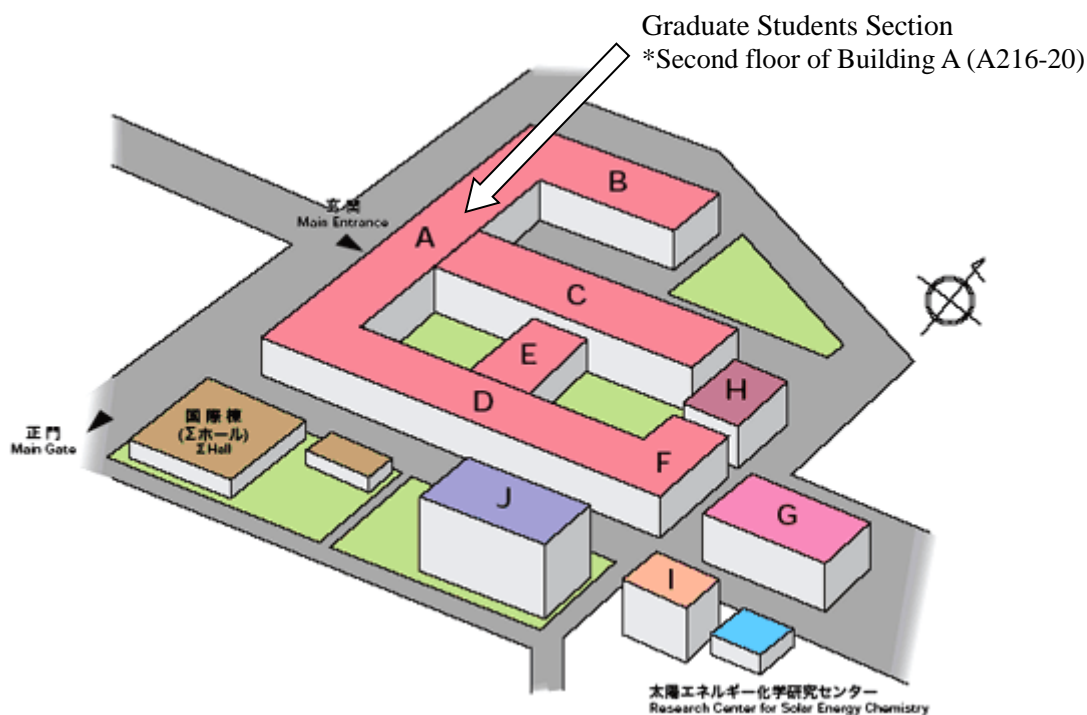 Graduate Students Section
*Second floor of Building A (A216-20)
B
玄関
Main Entrance
A
C
E
H
D
国際棟
(Σホール)
Σ Hall
正門
Main Gate
F
J
G
I
太陽エネルギー化学研究センター
Research Center for Solar Energy Chemistry